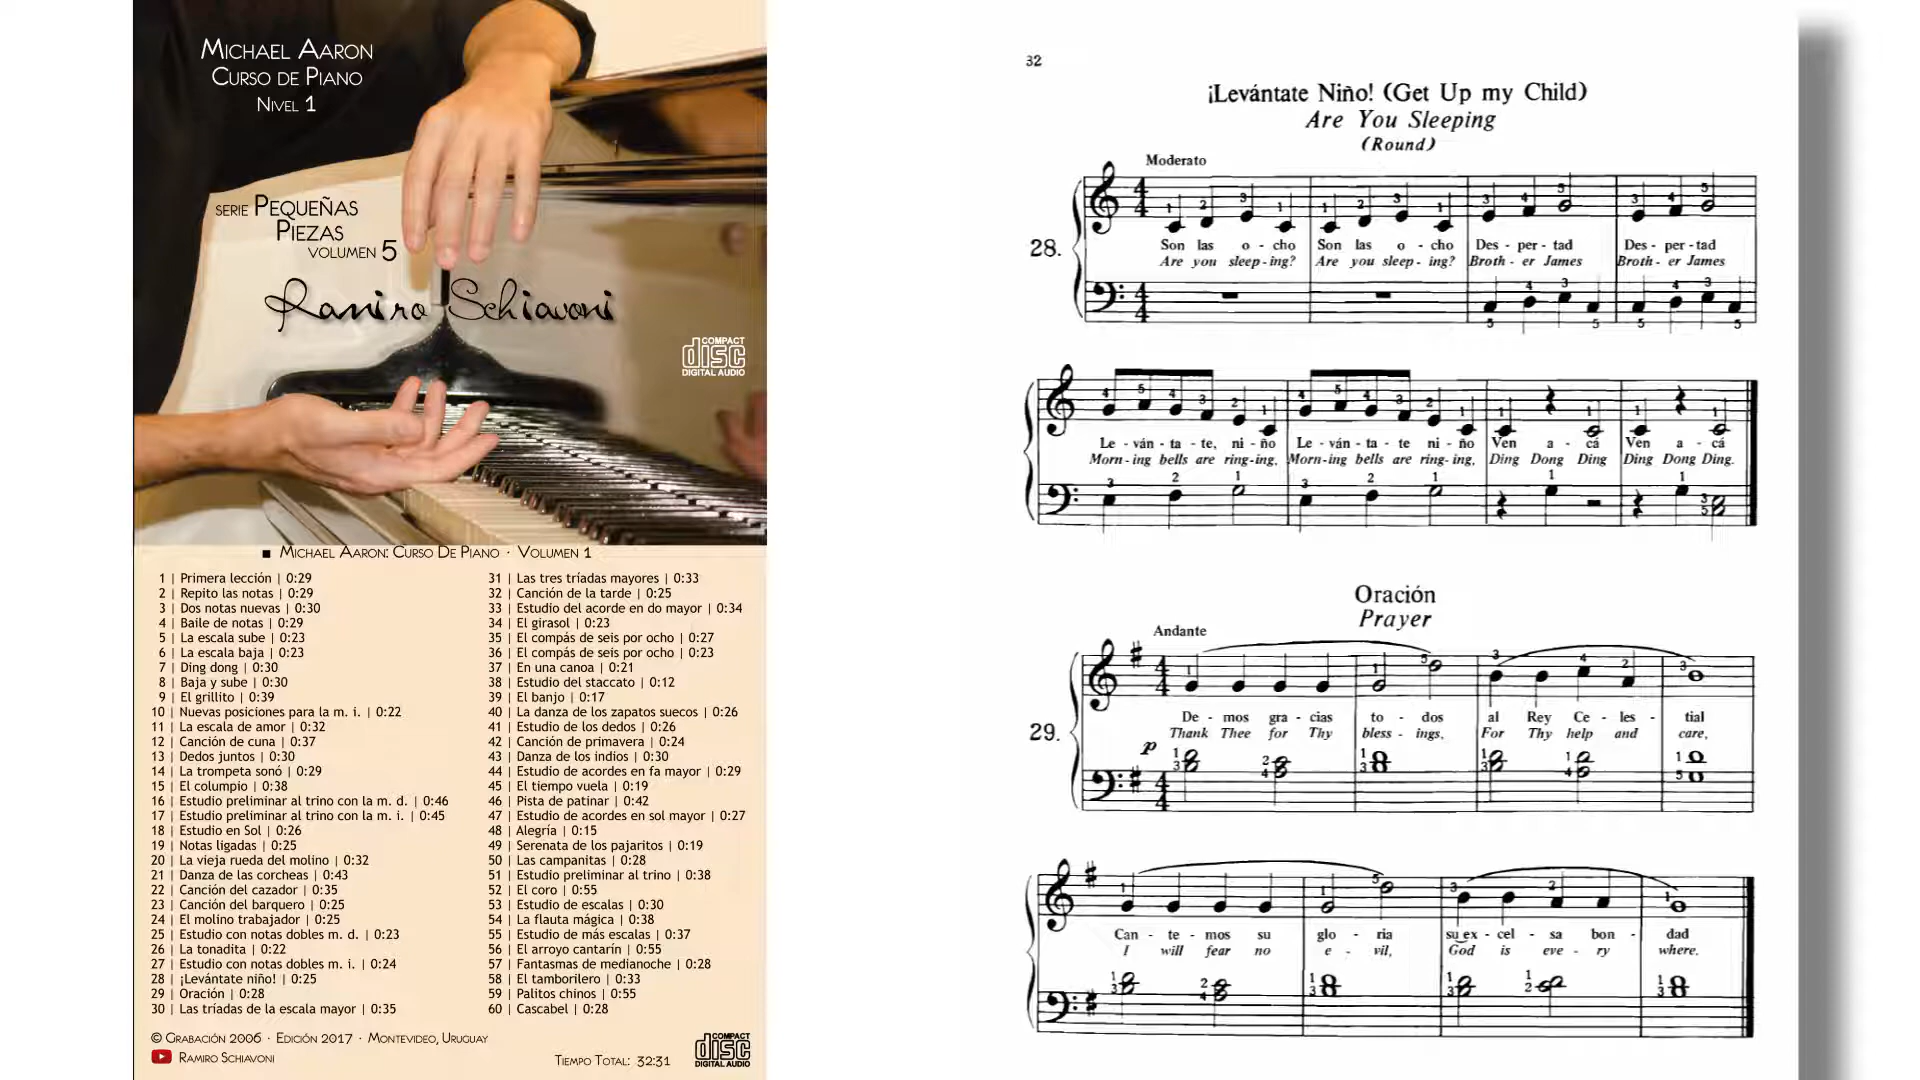 MICHAEL AARON
CURSO DE PIANO
NIVEL 1
SERIE PEQUEÑAS
PIEZAS
VOLUMEN 5
Ramiro Schiavoni
COMPACT
disc
DIGITAL AUDIO
■ MICHAEL AARON: CURSO DE PIANO · VOLUMEN 1
1 | Primera lección | 0:29
2 | Repito las notas | 0:29
3 | Dos notas nuevas | 0:30
4 | Baile de notas | 0:29
5 | La escala sube | 0:23
6 | La escala baja | 0:23
7 | Ding dong | 0:30
8 | Baja y sube | 0:30
9 | El grillito | 0:39
10 | Nuevas posiciones para la m. i. | 0:22
11 | La escala de amor | 0:32
12 | Canción de cuna | 0:37
13 | Dedos juntos | 0:30
14 | La trompeta sonó | 0:29
15 | El columpio | 0:38
16 | Estudio preliminar al trino con la m. d. | 0:46
17 | Estudio preliminar al trino con la m. i. | 0:45
18 | Estudio en Sol | 0:26
19 | Notas ligadas | 0:25
20 | La vieja rueda del molino | 0:32
21 | Danza de las corcheas | 0:43
22 | Canción del cazador | 0:35
23 | Canción del barquero | 0:25
24 | El molino trabajador | 0:25
25 | Estudio con notas dobles m. d. | 0:23
26 | La tonadita | 0:22
27 | Estudio con notas dobles m. i. | 0:24
28 | ¡Levántate niño! | 0:25
29 | Oración | 0:28
30 | Las tríadas de la escala mayor | 0:35
31 | Las tres tríadas mayores | 0:33
32 | Canción de la tarde | 0:25
33 | Estudio del acorde en do mayor | 0:34
34 | El girasol | 0:23
35 | El compás de seis por ocho | 0:27
36 | El compás de seis por ocho | 0:23
37 | En una canoa | 0:21
38 | Estudio del staccato | 0:12
39 | El banjo | 0:17
40 | La danza de los zapatos suecos | 0:26
41 | Estudio de los dedos | 0:26
42 | Canción de primavera | 0:24
43 | Danza de los indios | 0:30
44 | Estudio de acordes en fa mayor | 0:29
45 | El tiempo vuela | 0:19
46 | Pista de patinar | 0:42
47 | Estudio de acordes en sol mayor | 0:27
48 | Alegría | 0:15
49 | Serenata de los pajaritos | 0:19
50 | Las campanitas | 0:28
51 | Estudio preliminar al trino | 0:38
52 | El coro | 0:55
53 | Estudio de escalas | 0:30
54 | La flauta mágica | 0:38
55 | Estudio de más escalas | 0:37
56 | El arroyo cantarín | 0:55
57 | Fantasmas de medianoche | 0:28
58 | El tamborilero | 0:33
59 | Palitos chinos | 0:55
60 | Cascabel | 0:28
© GRABACIÓN 2006 · EDICIÓN 2017 · MONTEVIDEO, URUGUAY
RAMIRO SCHIAVONI
TIEMPO TOTAL: 32:31
COMPACT
disc
DIGITAL AUDIO
32
¡Levántate Niño! (Get Up my Child)
Are You Sleeping
(Round)
Moderato
28.
Son las o - cho Son las o - cho Des - per - tad Des - per - tad
Are you sleep - ing? Are you sleep - ing? Broth - er James Broth - er James
Le - ván - ta - te, ni - ño Le - ván - ta - te ni - ño Ven a - cá Ven a - cá
Morn - ing bells are ring - ing, Morn - ing bells are ring - ing, Ding Dong Ding Ding Dong Ding.
Oración
Prayer
Andante
29.
De - mos gra - cias to - dos al Rey Ce - les - tial
Thank Thee for Thy bless - ings, For Thy help and care,
p
Can - te - mos su glo - ria su ex - cel - sa bon - dad
I will fear no e - vil, God is eve - ry where.